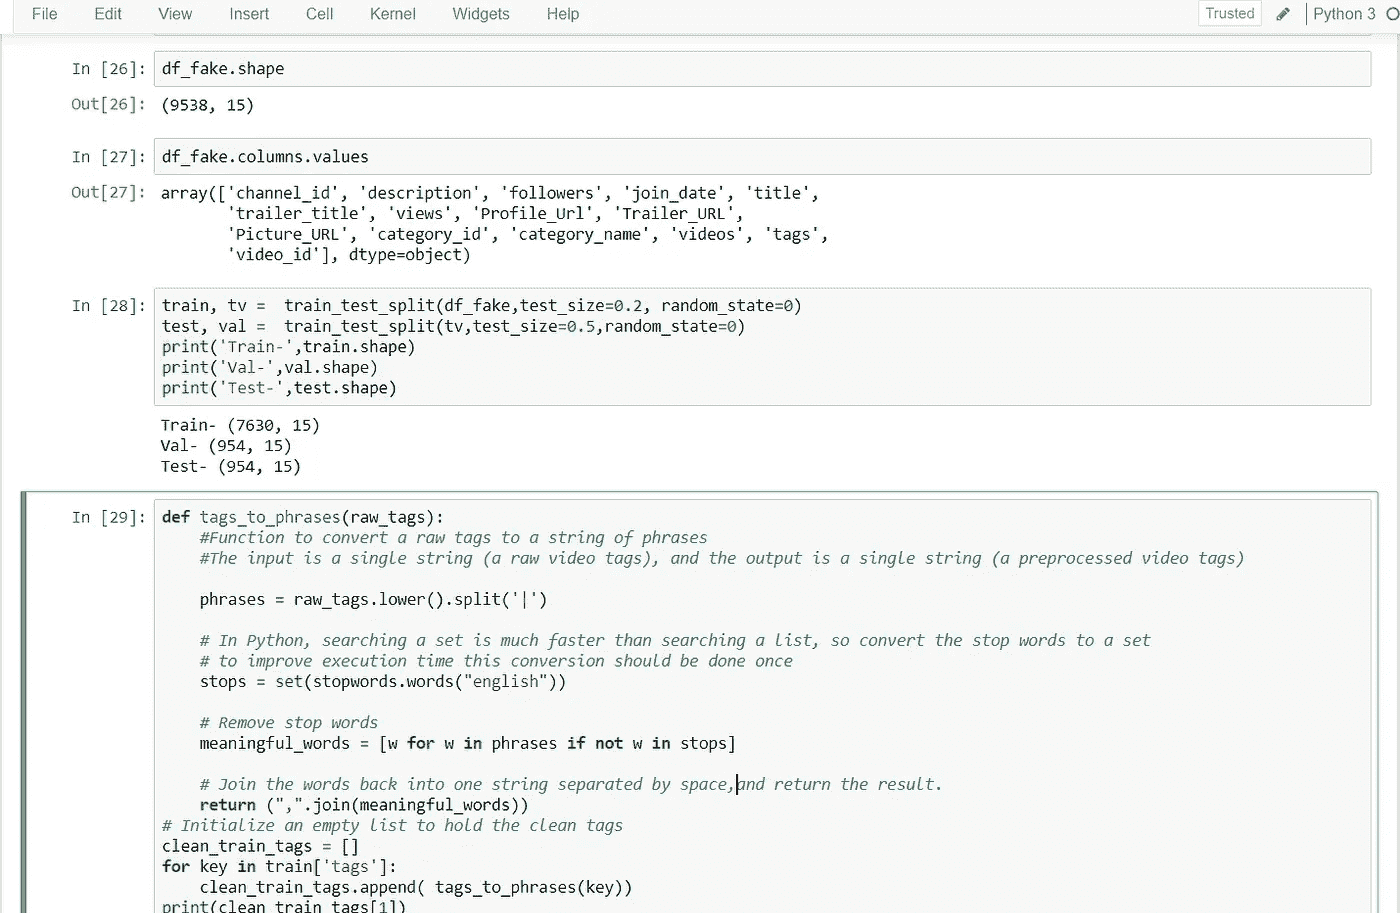 File Edit View Insert Cell Kernel Widgets Help Trusted Python 3
In [26]: df_fake.shape
Out[26]: (9538, 15)
In [27]: df_fake.columns.values
Out[27]: array(['channel_id', 'description', 'followers', 'join_date', 'title',
'trailer_title', 'views', 'Profile_Url', 'Trailer_URL',
'Picture_URL', 'category_id', 'category_name', 'videos', 'tags',
'video_id'], dtype=object)
In [28]: train, tv =  train_test_split(df_fake,test_size=0.2, random_state=0)
test, val =  train_test_split(tv,test_size=0.5,random_state=0)
print('Train-',train.shape)
print('Val-',val.shape)
print('Test-',test.shape)
Train- (7630, 15)
Val- (954, 15)
Test- (954, 15)
In [29]: def tags_to_phrases(raw_tags):
#Function to convert a raw tags to a string of phrases
#The input is a single string (a raw video tags), and the output is a single string (a preprocessed video tags)
phrases = raw_tags.lower().split('|')
# In Python, searching a set is much faster than searching a list, so convert the stop words to a set
# to improve execution time this conversion should be done once
stops = set(stopwords.words("english"))
# Remove stop words
meaningful_words = [w for w in phrases if not w in stops]
# Join the words back into one string separated by space,and return the result.
return (",".join(meaningful_words))
# Initialize an empty list to hold the clean tags
clean_train_tags = []
for key in train['tags']:
clean_train_tags.append( tags_to_phrases(key))
print(clean_train_tags[1])